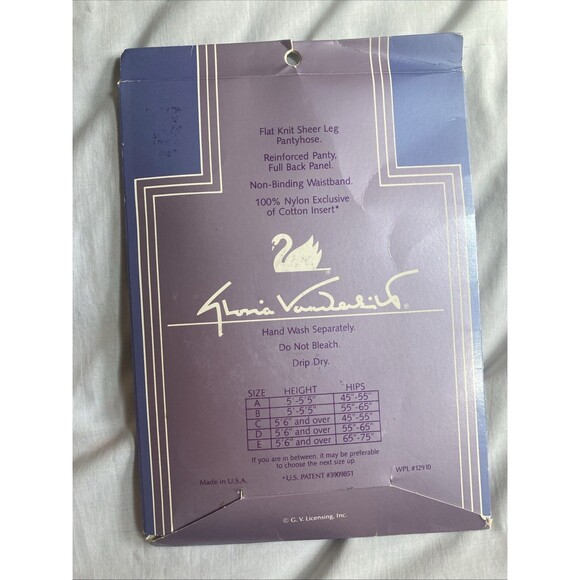 Flat Knit Sheer Leg
Pantyhose.
Reinforced Panty,
Full Back Panel.
Non-Binding Waistband.
100% Nylon Exclusive
of Cotton Insert*
Gloria Vanderbilt ®
Hand Wash Separately.
Do Not Bleach.
Drip Dry.
SIZE HEIGHT HIPS
A 5'-5'5" 45"-55"
B 5'-5'5" 55"-65"
C 5'6" and over 45"-55"
D 5'6" and over 55"-65"
E 5'6" and over 65"-75"
If you are in between, it may be preferable
to choose the next size up
Made in U.S.A. *U.S. PATENT #3909851 WPL #12910
© G. V. Licensing, Inc.